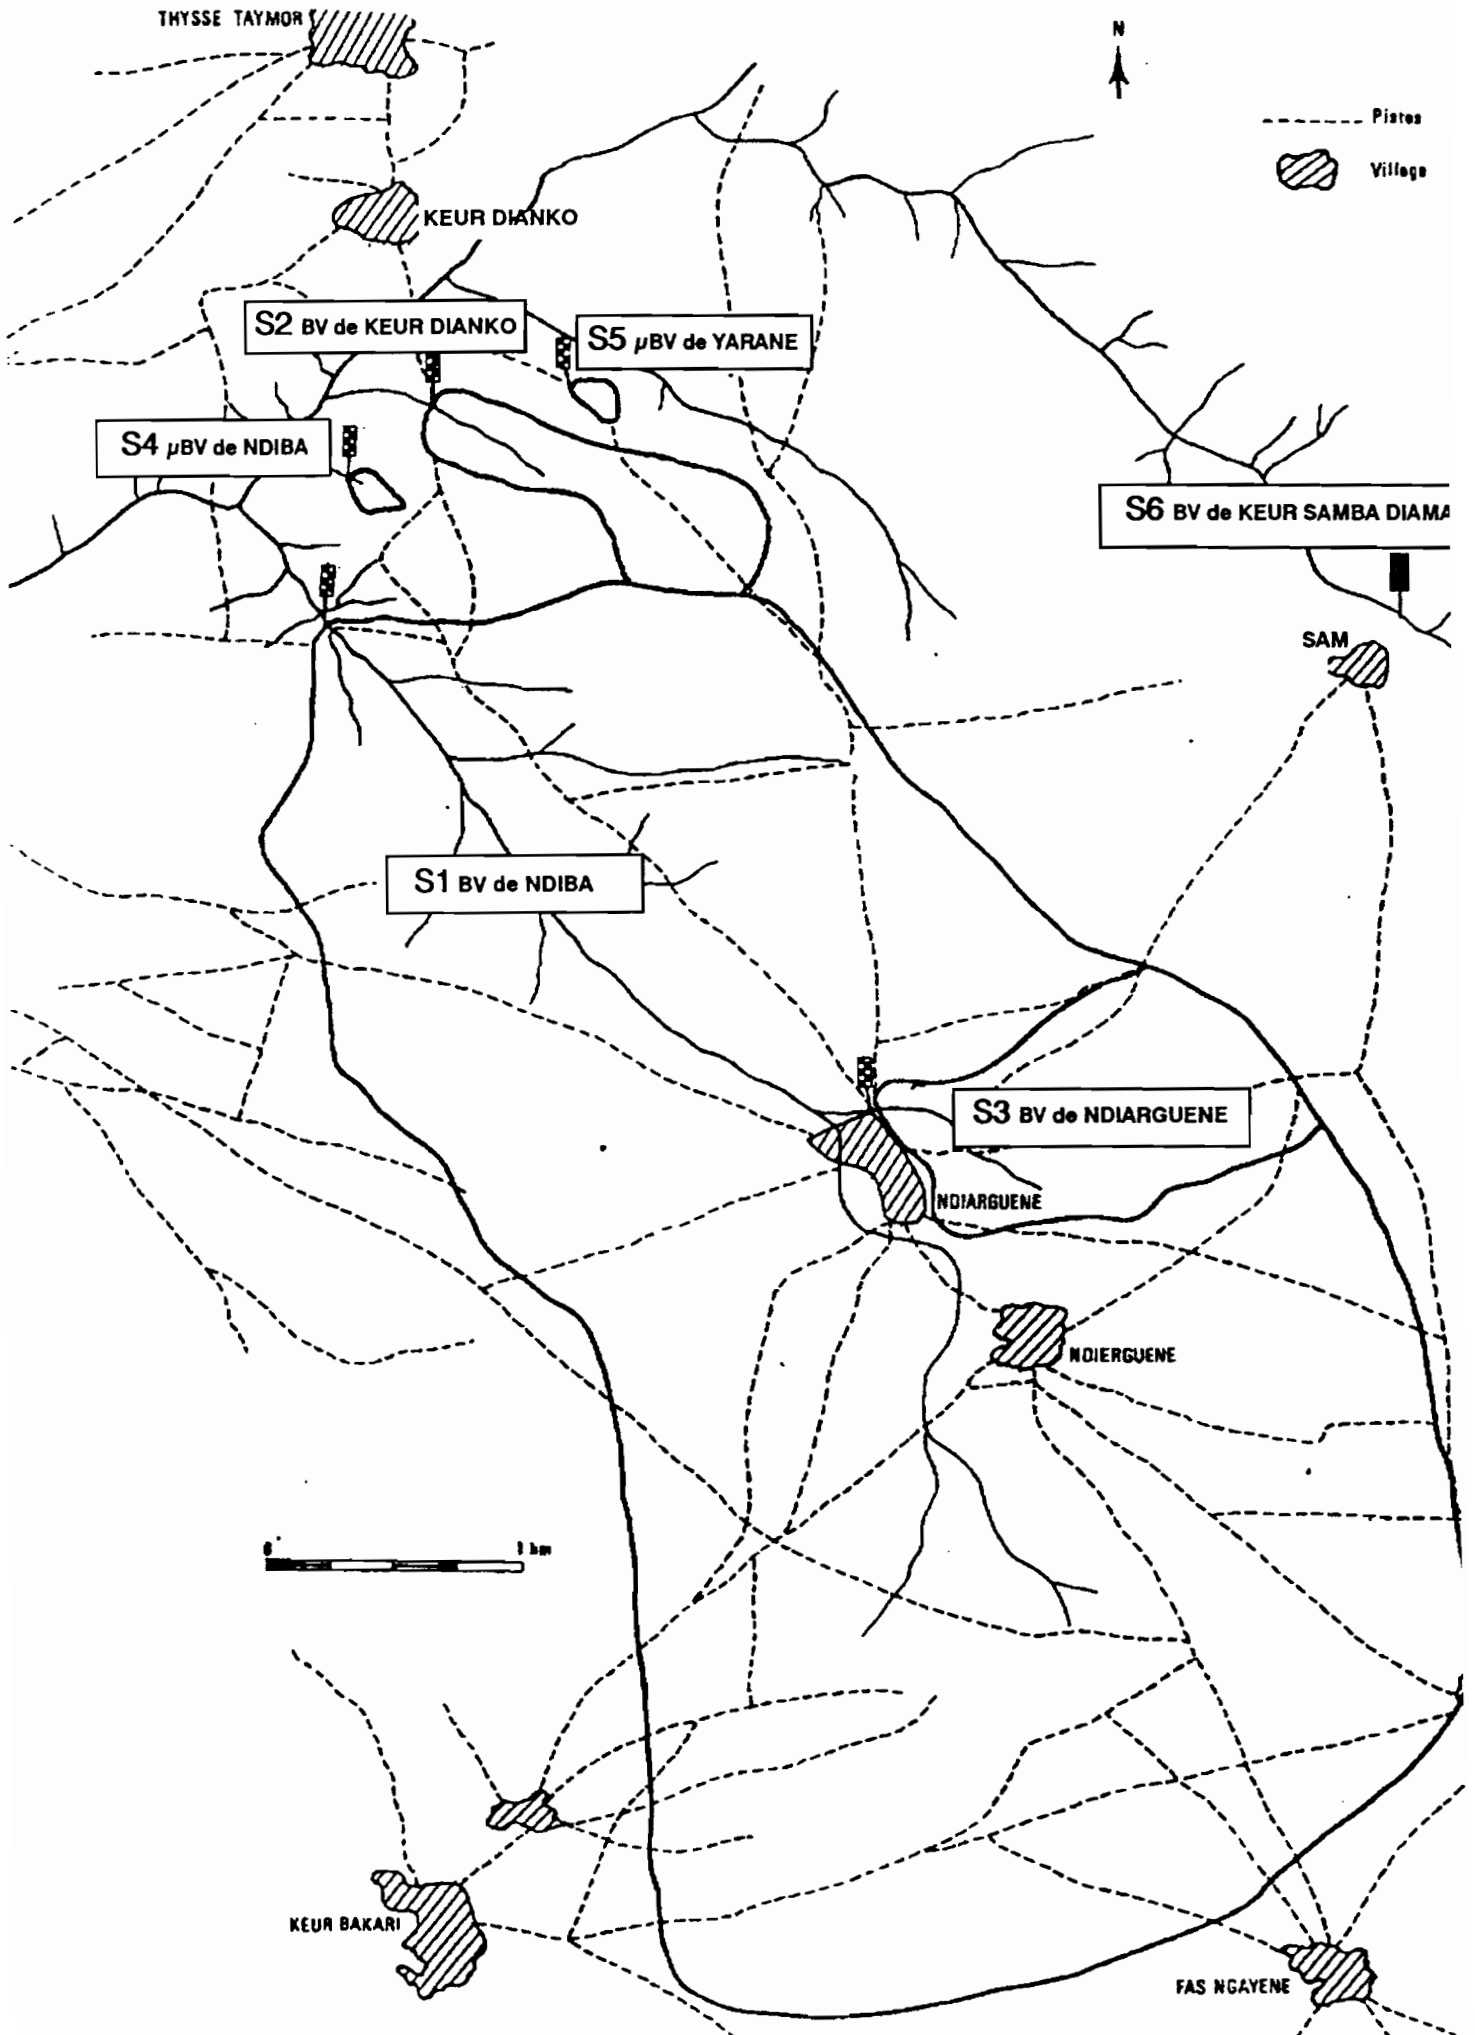 THYSSE TAYMOR
N
Pistes
Village
KEUR DIANKO
S2 BV de KEUR DIANKO
S5 µBV de YARANE
S4 µBV de NDIBA
S6 BV de KEUR SAMBA DIAMA
SAM
S1 BV de NDIBA
S3 BV de NDIARGUENE
NDIARGUENE
NDIERGUENE
0 1 km
KEUR BAKARI
FAS NGAYENE